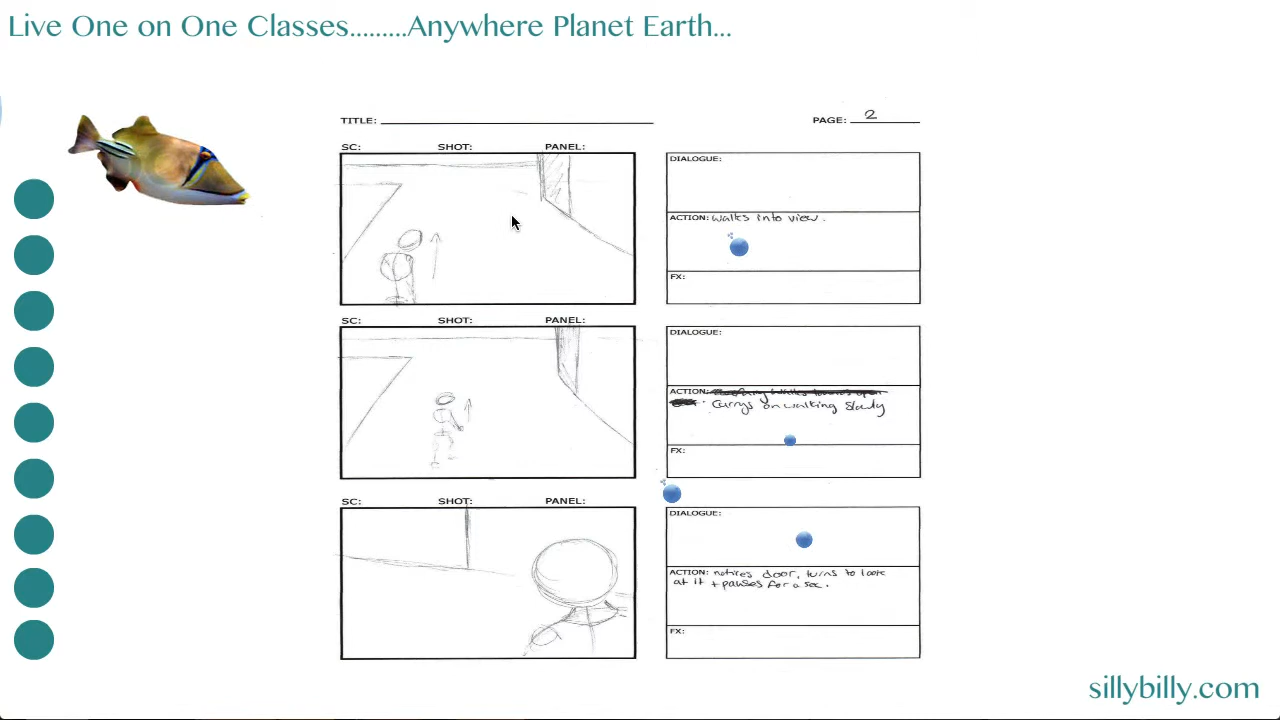 Live One on One Classes.........Anywhere Planet Earth...
TITLE:
PAGE: 2
SC: SHOT: PANEL:
DIALOGUE:
ACTION: walks into view.
FX:
SC: SHOT: PANEL:
DIALOGUE:
ACTION:
Carrys on walking slowly
FX:
SC: SHOT: PANEL:
DIALOGUE:
ACTION: notices door, turns to look
at it + pauses for a sec.
FX:
sillybilly.com